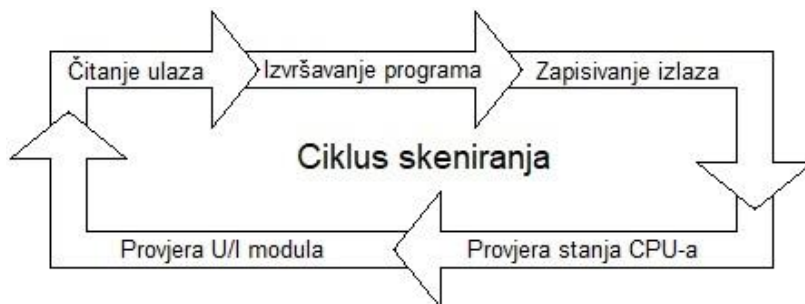 Čitanje ulaza
Izvršavanje programa
Zapisivanje izlaza
Ciklus skeniranja
Provjera U/I modula
Provjera stanja CPU-a